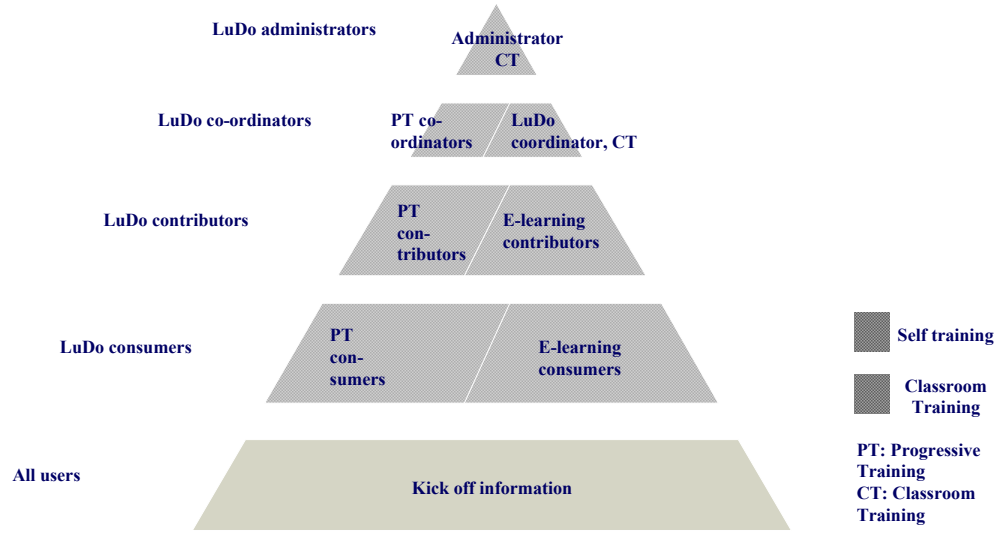 LuDo administrators
Administrator
CT
LuDo co-ordinators
PT co-
ordinators
LuDo
coordinator, CT
LuDo contributors
PT
con-
tributors
E-learning
contributors
LuDo consumers
PT
con-
sumers
E-learning
consumers
Self training
Classroom
Training
All users
Kick off information
PT: Progressive
Training
CT: Classroom
Training